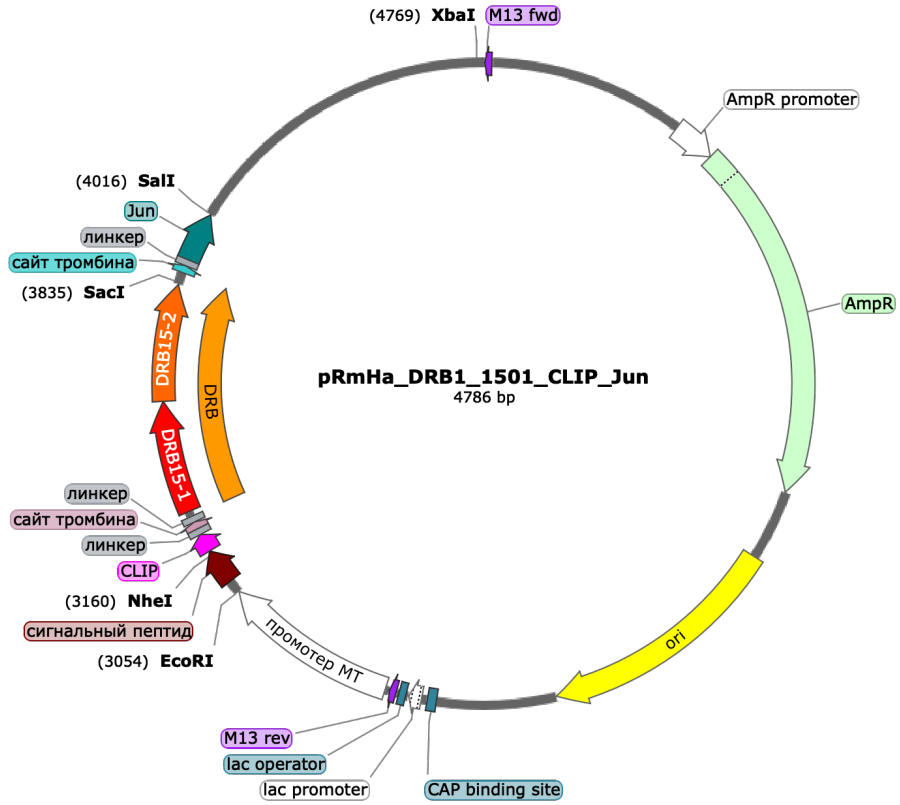 (4769) XbaI
M13 fwd
AmpR promoter
(4016) SalI
Jun
линкер
сайт тромбина
(3835) SacI
AmpR
DRB15-2
DRB
pRmHa_DRB1_1501_CLIP_Jun
4786 bp
DRB15-1
линкер
сайт тромбина
линкер
CLIP
(3160) NheI
сигнальный пептид
(3054) EcoRI
промотер МТ
ori
M13 rev
lac operator
lac promoter
CAP binding site